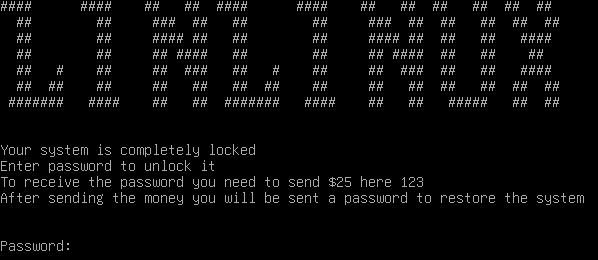 LINLINUX
Your system is completely locked
Enter password to unlock it
To receive the password you need to send $25 here 123
After sending the money you will be sent a password to restore the system
Password: